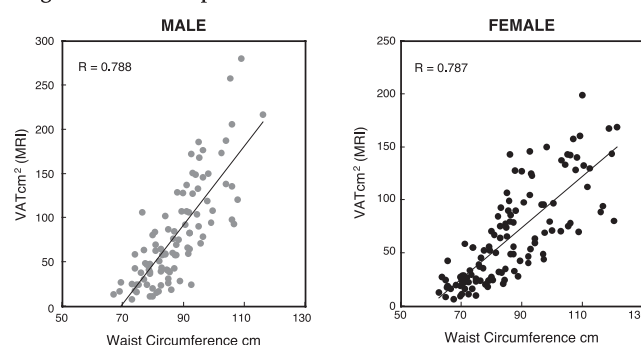 MALE
300
250
200
150
100
50
0
R = 0.788
VATcm² (MRI)
50 70 90 110 130
Waist Circumference cm
FEMALE
250
200
150
100
50
0
R = 0.787
VATcm² (MRI)
50 70 90 110
Waist Circumference cm